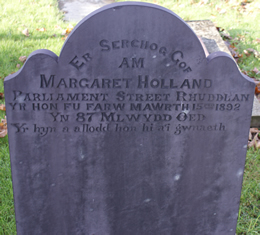 Er Serchog Gof
AM
Margaret Holland
Parliament Street Rhuddlan
Yr hon fu farw Mawrth 15fed 1892
Yn 87 Mlwydd Oed
Yr hyn a allodd hon hi a'i gwnaeth